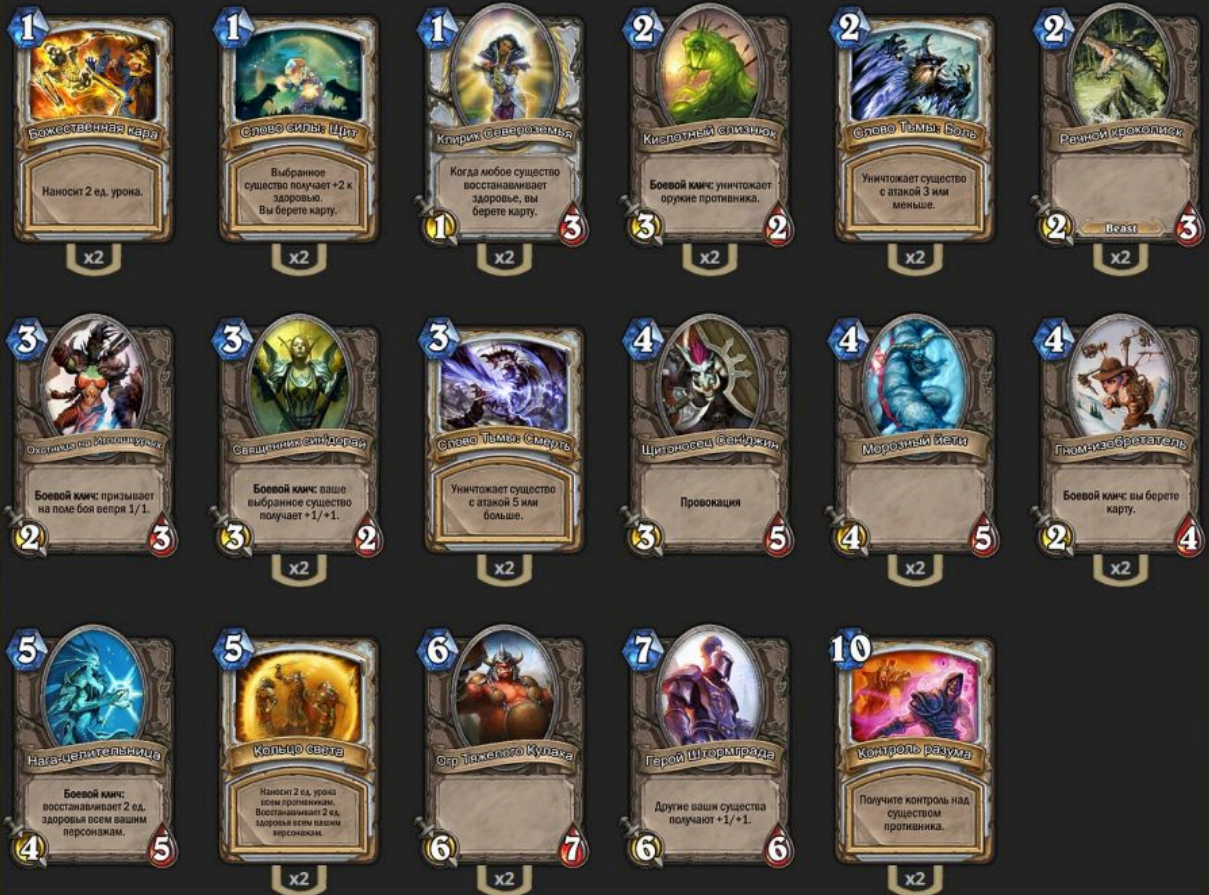 1
Божественная кара
Наносит 2 ед. урона.
x2
1
Слово силы: Щит
Выбранное
существо получает +2 к
здоровью.
Вы берете карту.
x2
1
Клирик Североземья
Когда любое существо
восстанавливает
здоровье, вы
берете карту.
1
3
x2
2
Кислотный слизнюк
Боевой клич: уничтожает
оружие противника.
3
2
x2
2
Слово Тьмы: Боль
Уничтожает существо
с атакой 3 или
меньше.
x2
2
Речной кроколиск
2
Beast
3
x2
3
Охотница на Иглошкурых
Боевой клич: призывает
на поле боя вепря 1/1.
2
3
3
Священник син'дорай
Боевой клич: ваше
выбранное существо
получает +1/+1.
3
2
x2
3
Слово Тьмы: Смерть
Уничтожает существо
с атакой 5 или
больше.
x2
4
Щитоносец Сен'джин
Провокация
3
5
4
Морозный йети
4
5
x2
4
Гном-изобретатель
Боевой клич: вы берете
карту.
2
4
x2
5
Нага-целительница
Боевой клич:
восстанавливает 2 ед.
здоровья всем вашим
персонажам.
4
5
5
Кольцо света
Наносит 2 ед. урона
всем противникам.
Восстанавливает 2 ед.
здоровья всем вашим
персонажам.
x2
6
Огр Тяжелого Кулака
6
7
x2
7
Герой Штормграда
Другие ваши существа
получают +1/+1.
6
6
10
Контроль разума
Получите контроль над
существом
противника.
x2